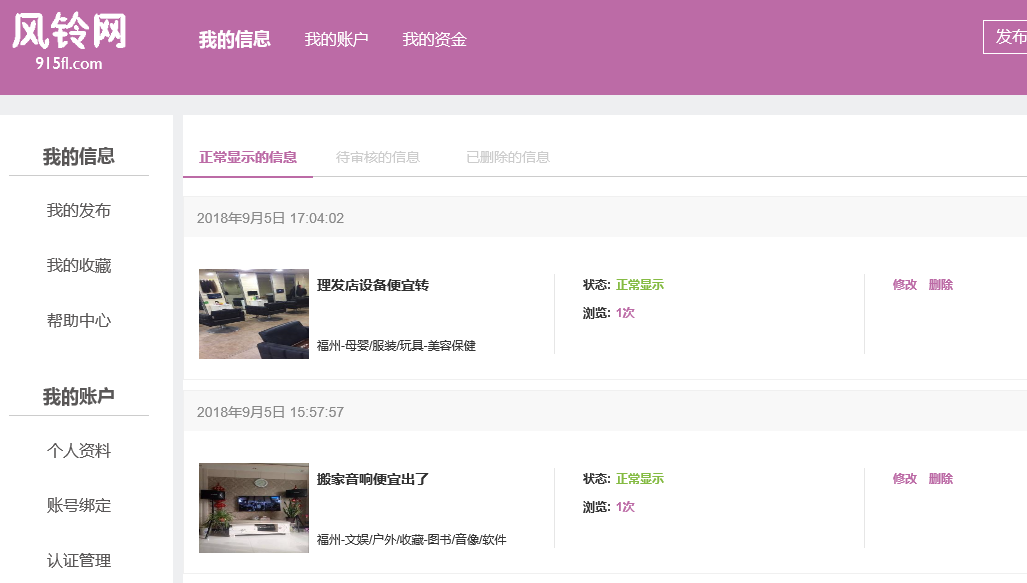 风铃网
915fl.com
我的信息 我的账户 我的资金
发布
我的信息
我的发布
我的收藏
帮助中心
我的账户
个人资料
账号绑定
认证管理
正常显示的信息 待审核的信息 已删除的信息
2018年9月5日 17:04:02
理发店设备便宜转
福州-母婴/服装/玩具-美容保健
状态: 正常显示
浏览: 1次
修改 删除
2018年9月5日 15:57:57
搬家音响便宜出了
福州-文娱/户外/收藏-图书/音像/软件
状态: 正常显示
浏览: 1次
修改 删除